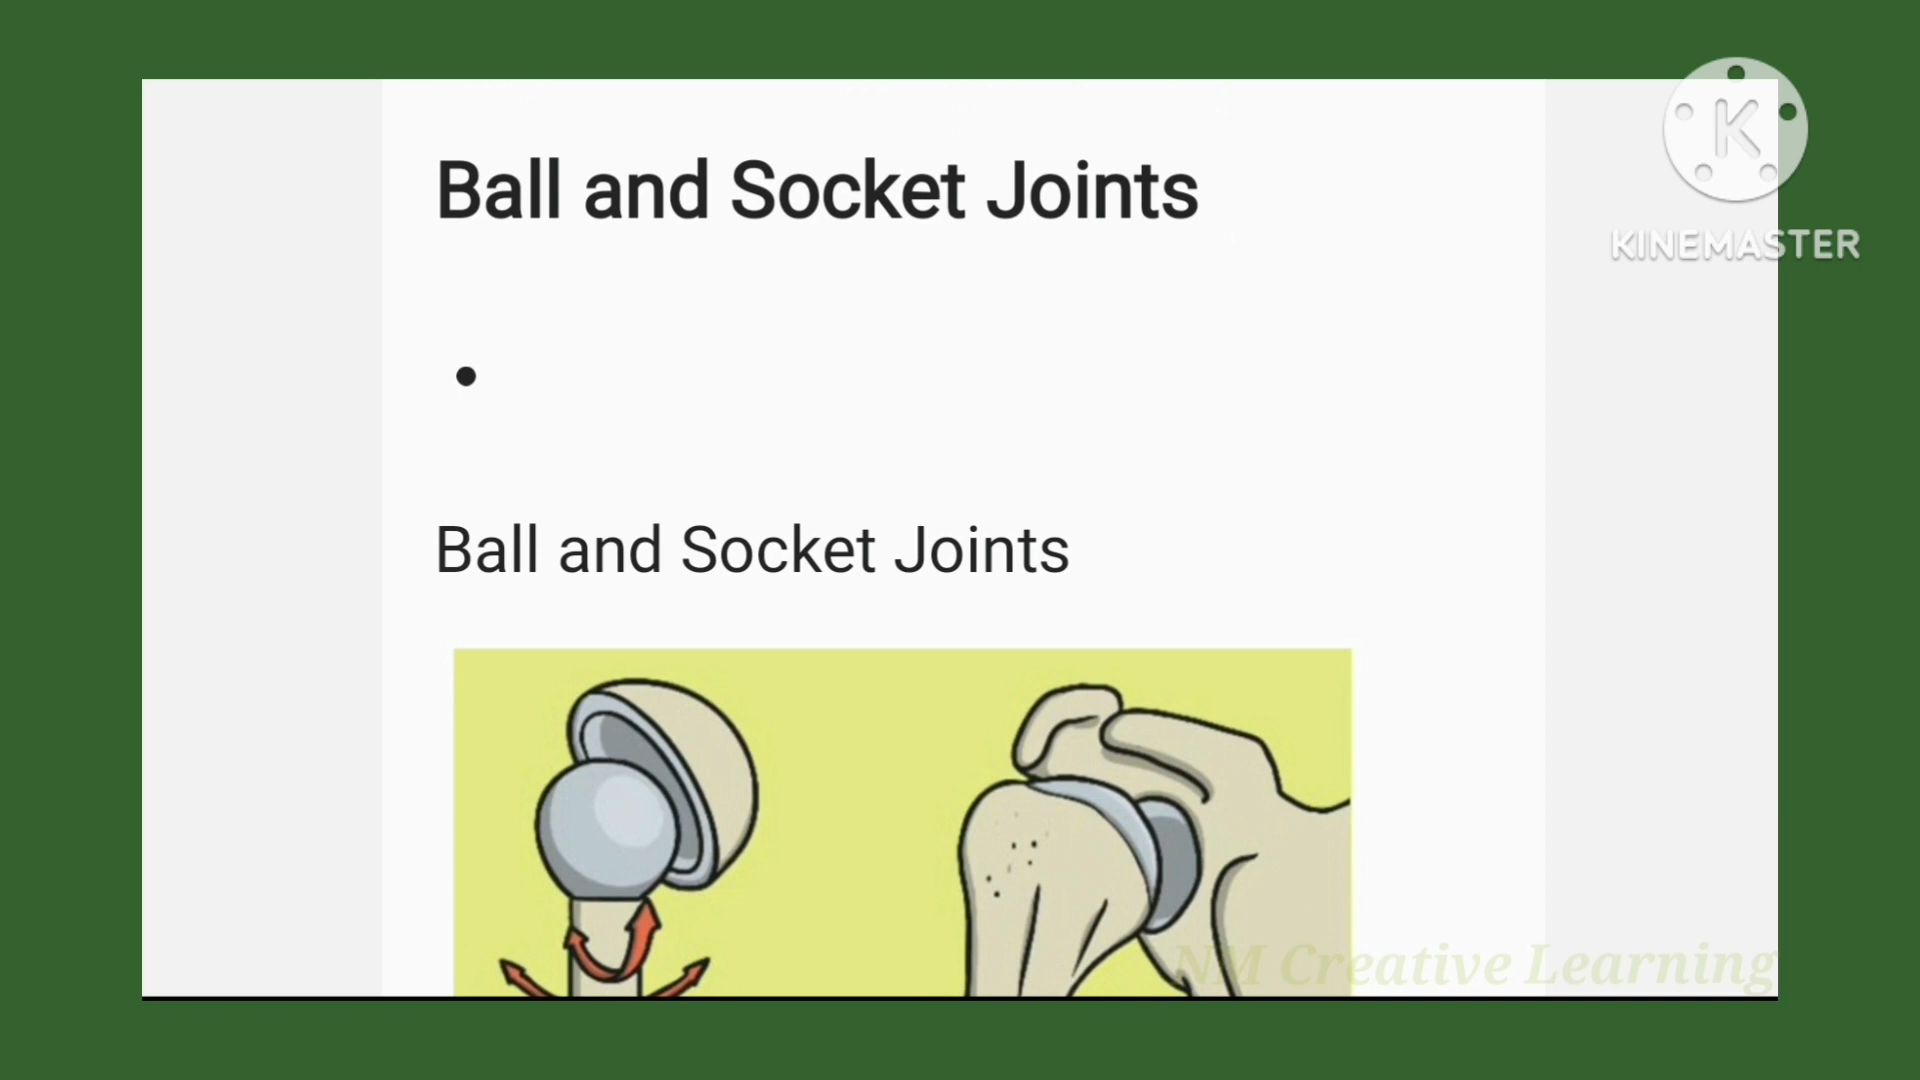 Ball and Socket Joints
K
KINEMASTER
•
Ball and Socket Joints
NM Creative Learning